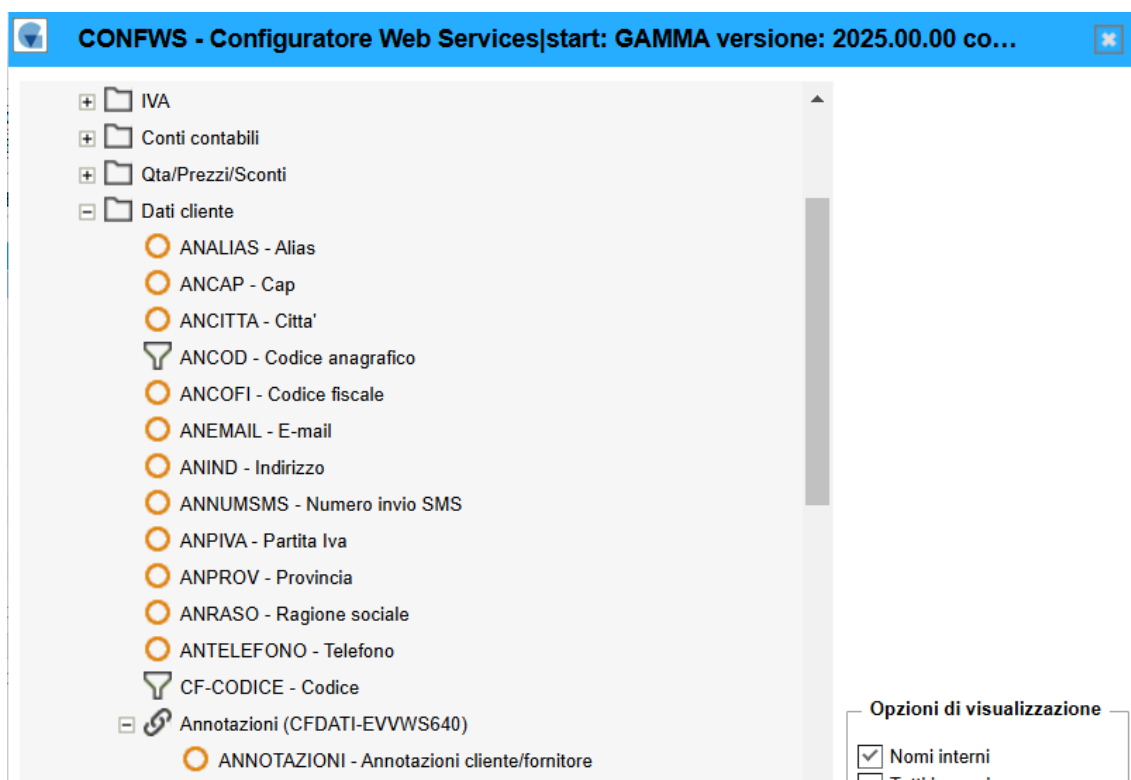 CONFWS - Configuratore Web Services|start: GAMMA versione: 2025.00.00 co...
IVA
Conti contabili
Qta/Prezzi/Sconti
Dati cliente
ANALIAS - Alias
ANCAP - Cap
ANCITTA - Citta'
ANCOD - Codice anagrafico
ANCOFI - Codice fiscale
ANEMAIL - E-mail
ANIND - Indirizzo
ANNUMSMS - Numero invio SMS
ANPIVA - Partita Iva
ANPROV - Provincia
ANRASO - Ragione sociale
ANTELEFONO - Telefono
CF-CODICE - Codice
Annotazioni (CFDATI-EVVWS640)
ANNOTAZIONI - Annotazioni cliente/fornitore
Opzioni di visualizzazione
Nomi interni